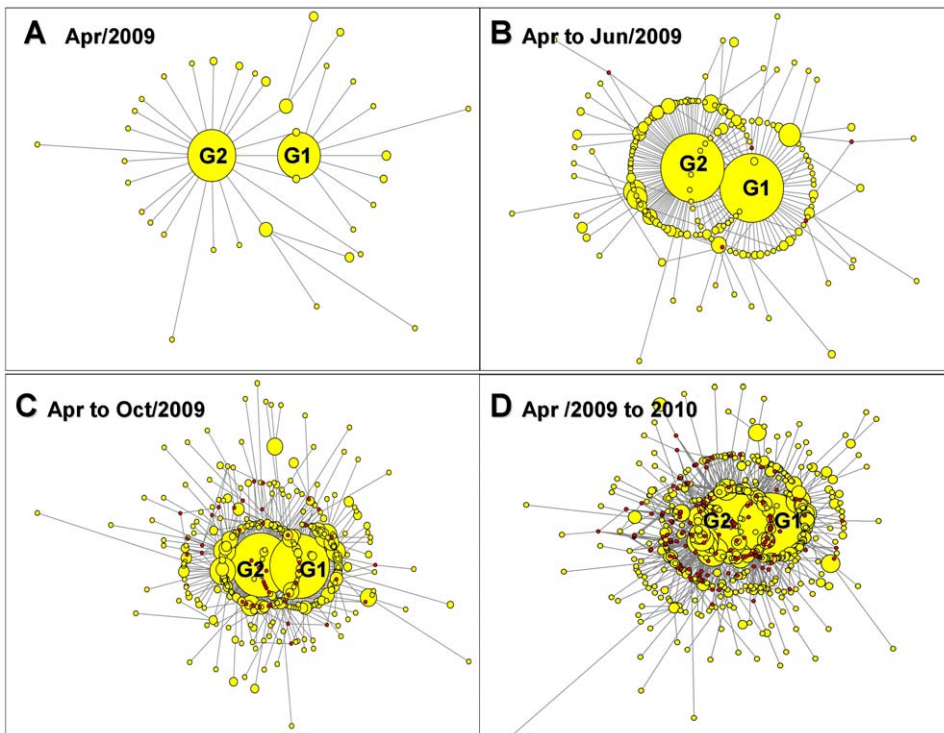 A Apr/2009
G2 G1
B Apr to Jun/2009
G2 G1
C Apr to Oct/2009
G2 G1
D Apr /2009 to 2010
G2 G1